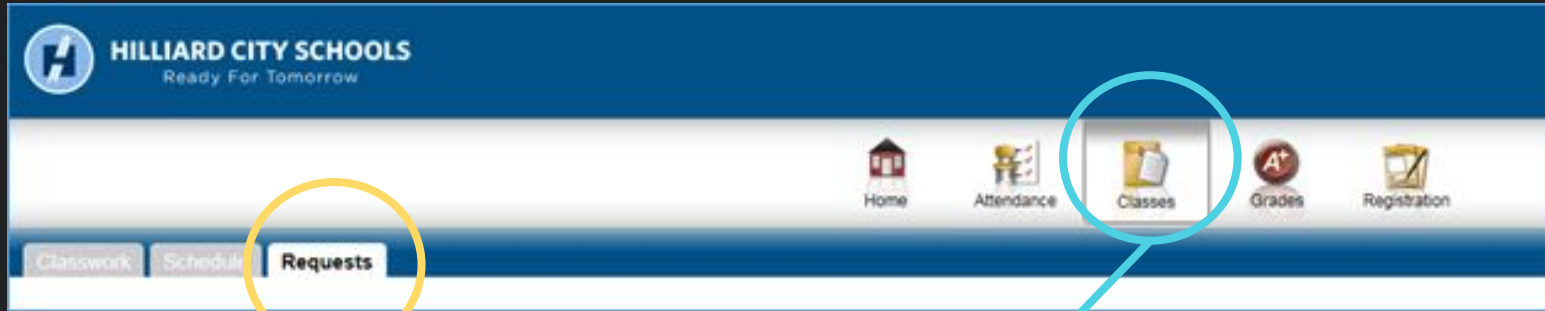 HILLIARD CITY SCHOOLS
Ready For Tomorrow
Home Attendance Classes Grades Registration
Classwork Schedule Requests